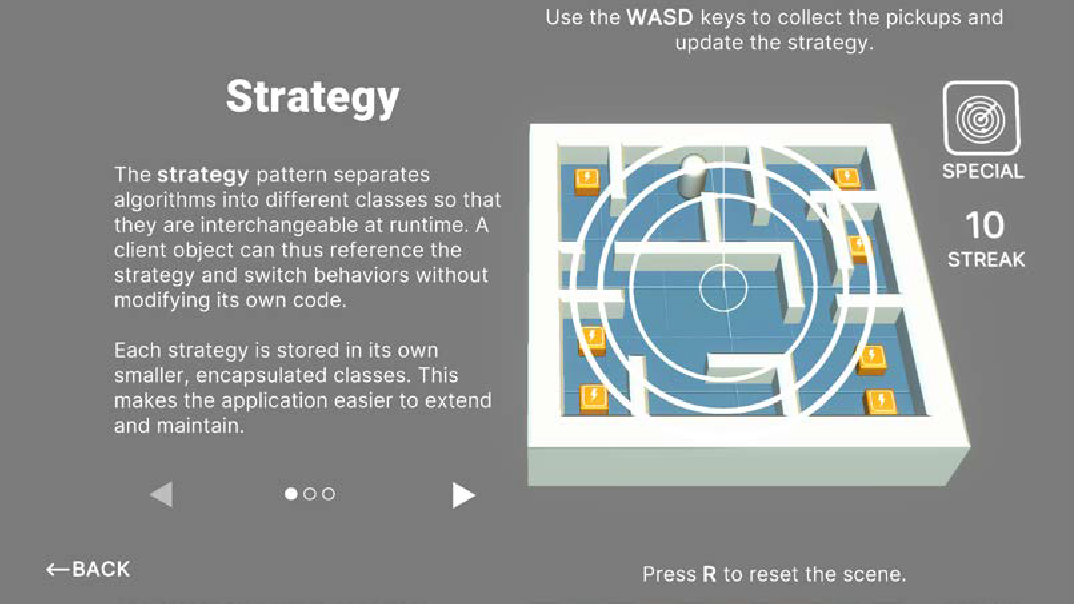 Use the WASD keys to collect the pickups and
update the strategy.
Strategy
The strategy pattern separates
algorithms into different classes so that
they are interchangeable at runtime. A
client object can thus reference the
strategy and switch behaviors without
modifying its own code.
Each strategy is stored in its own
smaller, encapsulated classes. This
makes the application easier to extend
and maintain.
SPECIAL
10
STREAK
←BACK
Press R to reset the scene.